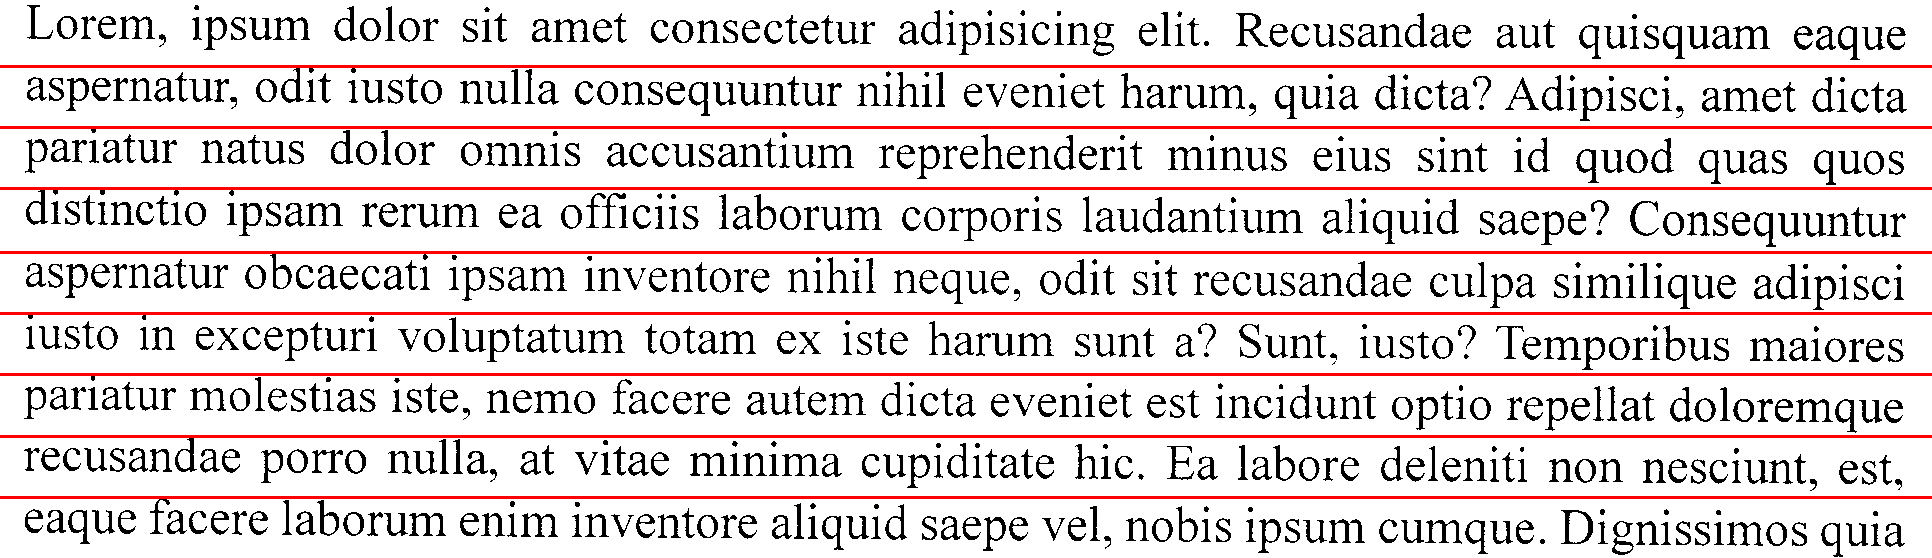 Lorem, ipsum dolor sit amet consectetur adipisicing elit. Recusandae aut quisquam eaque
aspernatur, odit iusto nulla consequuntur nihil eveniet harum, quia dicta? Adipisci, amet dicta
pariatur natus dolor omnis accusantium reprehenderit minus eius sint id quod quas quos
distinctio ipsam rerum ea officiis laborum corporis laudantium aliquid saepe? Consequuntur
aspernatur obcaecati ipsam inventore nihil neque, odit sit recusandae culpa similique adipisci
iusto in excepturi voluptatum totam ex iste harum sunt a? Sunt, iusto? Temporibus maiores
pariatur molestias iste, nemo facere autem dicta eveniet est incidunt optio repellat doloremque
recusandae porro nulla, at vitae minima cupiditate hic. Ea labore deleniti non nesciunt, est,
eaque facere laborum enim inventore aliquid saepe vel, nobis ipsum cumque. Dignissimos quia